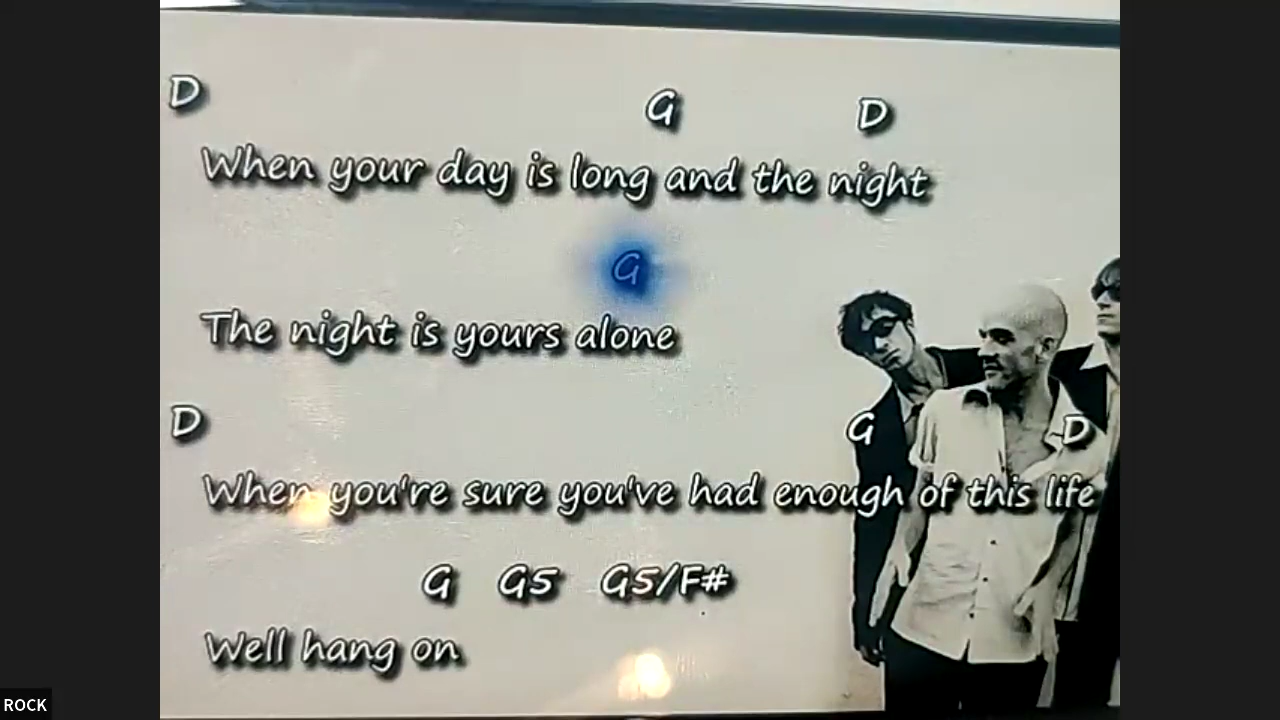 D G D
When your day is long and the night
G
The night is yours alone
D G D
When you're sure you've had enough of this life
G G5 G5/F#
Well hang on
ROCK